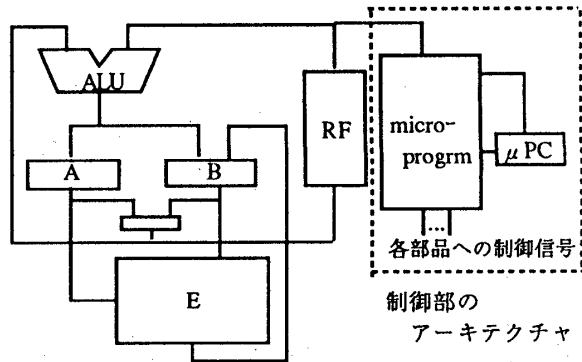 ALU
A
B
RF
micro-
progrm
μPC
E
…
各部品への制御信号
制御部の
アーキテクチャ